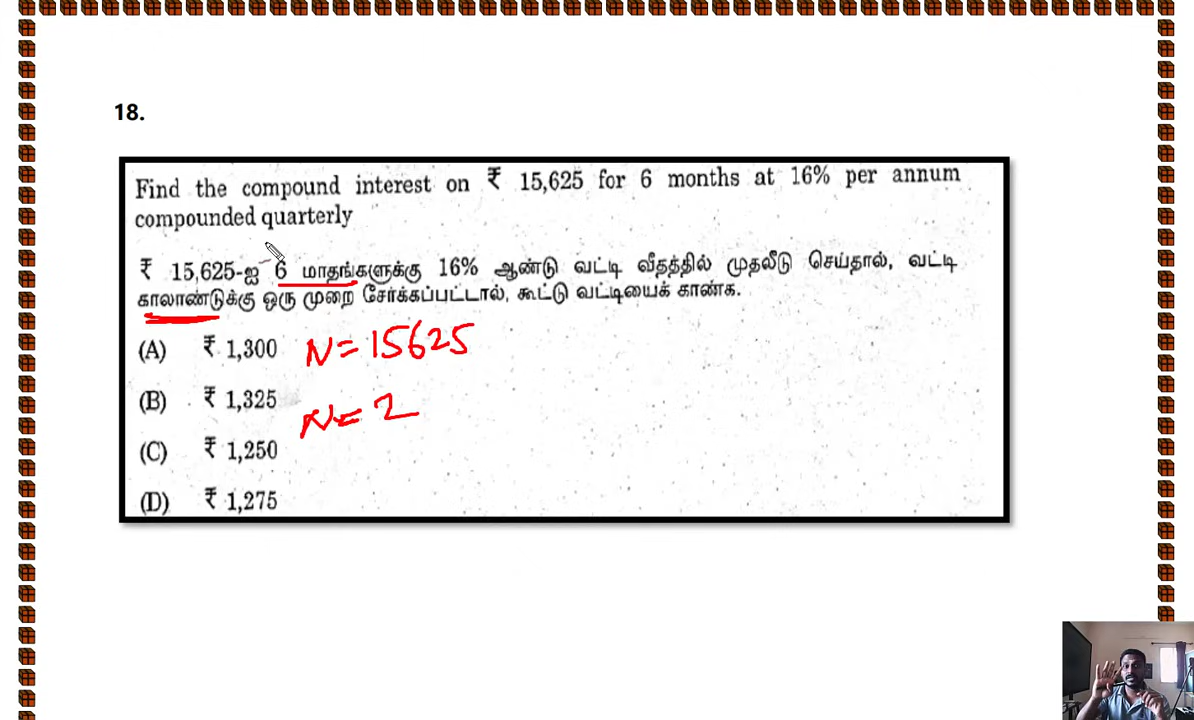 18.
Find the compound interest on ₹ 15,625 for 6 months at 16% per annum
compounded quarterly
₹ 15,625-ஐ 6 மாதங்களுக்கு 16% ஆண்டு வட்டி வீதத்தில் முதலீடு செய்தால், வட்டி
காலாண்டுக்கு ஒரு முறை சேர்க்கப்பட்டால், கூட்டு வட்டியைக் காண்க.
(A) ₹ 1,300 N = 15625
(B) ₹ 1,325 N = 2
(C) ₹ 1,250
(D) ₹ 1,275